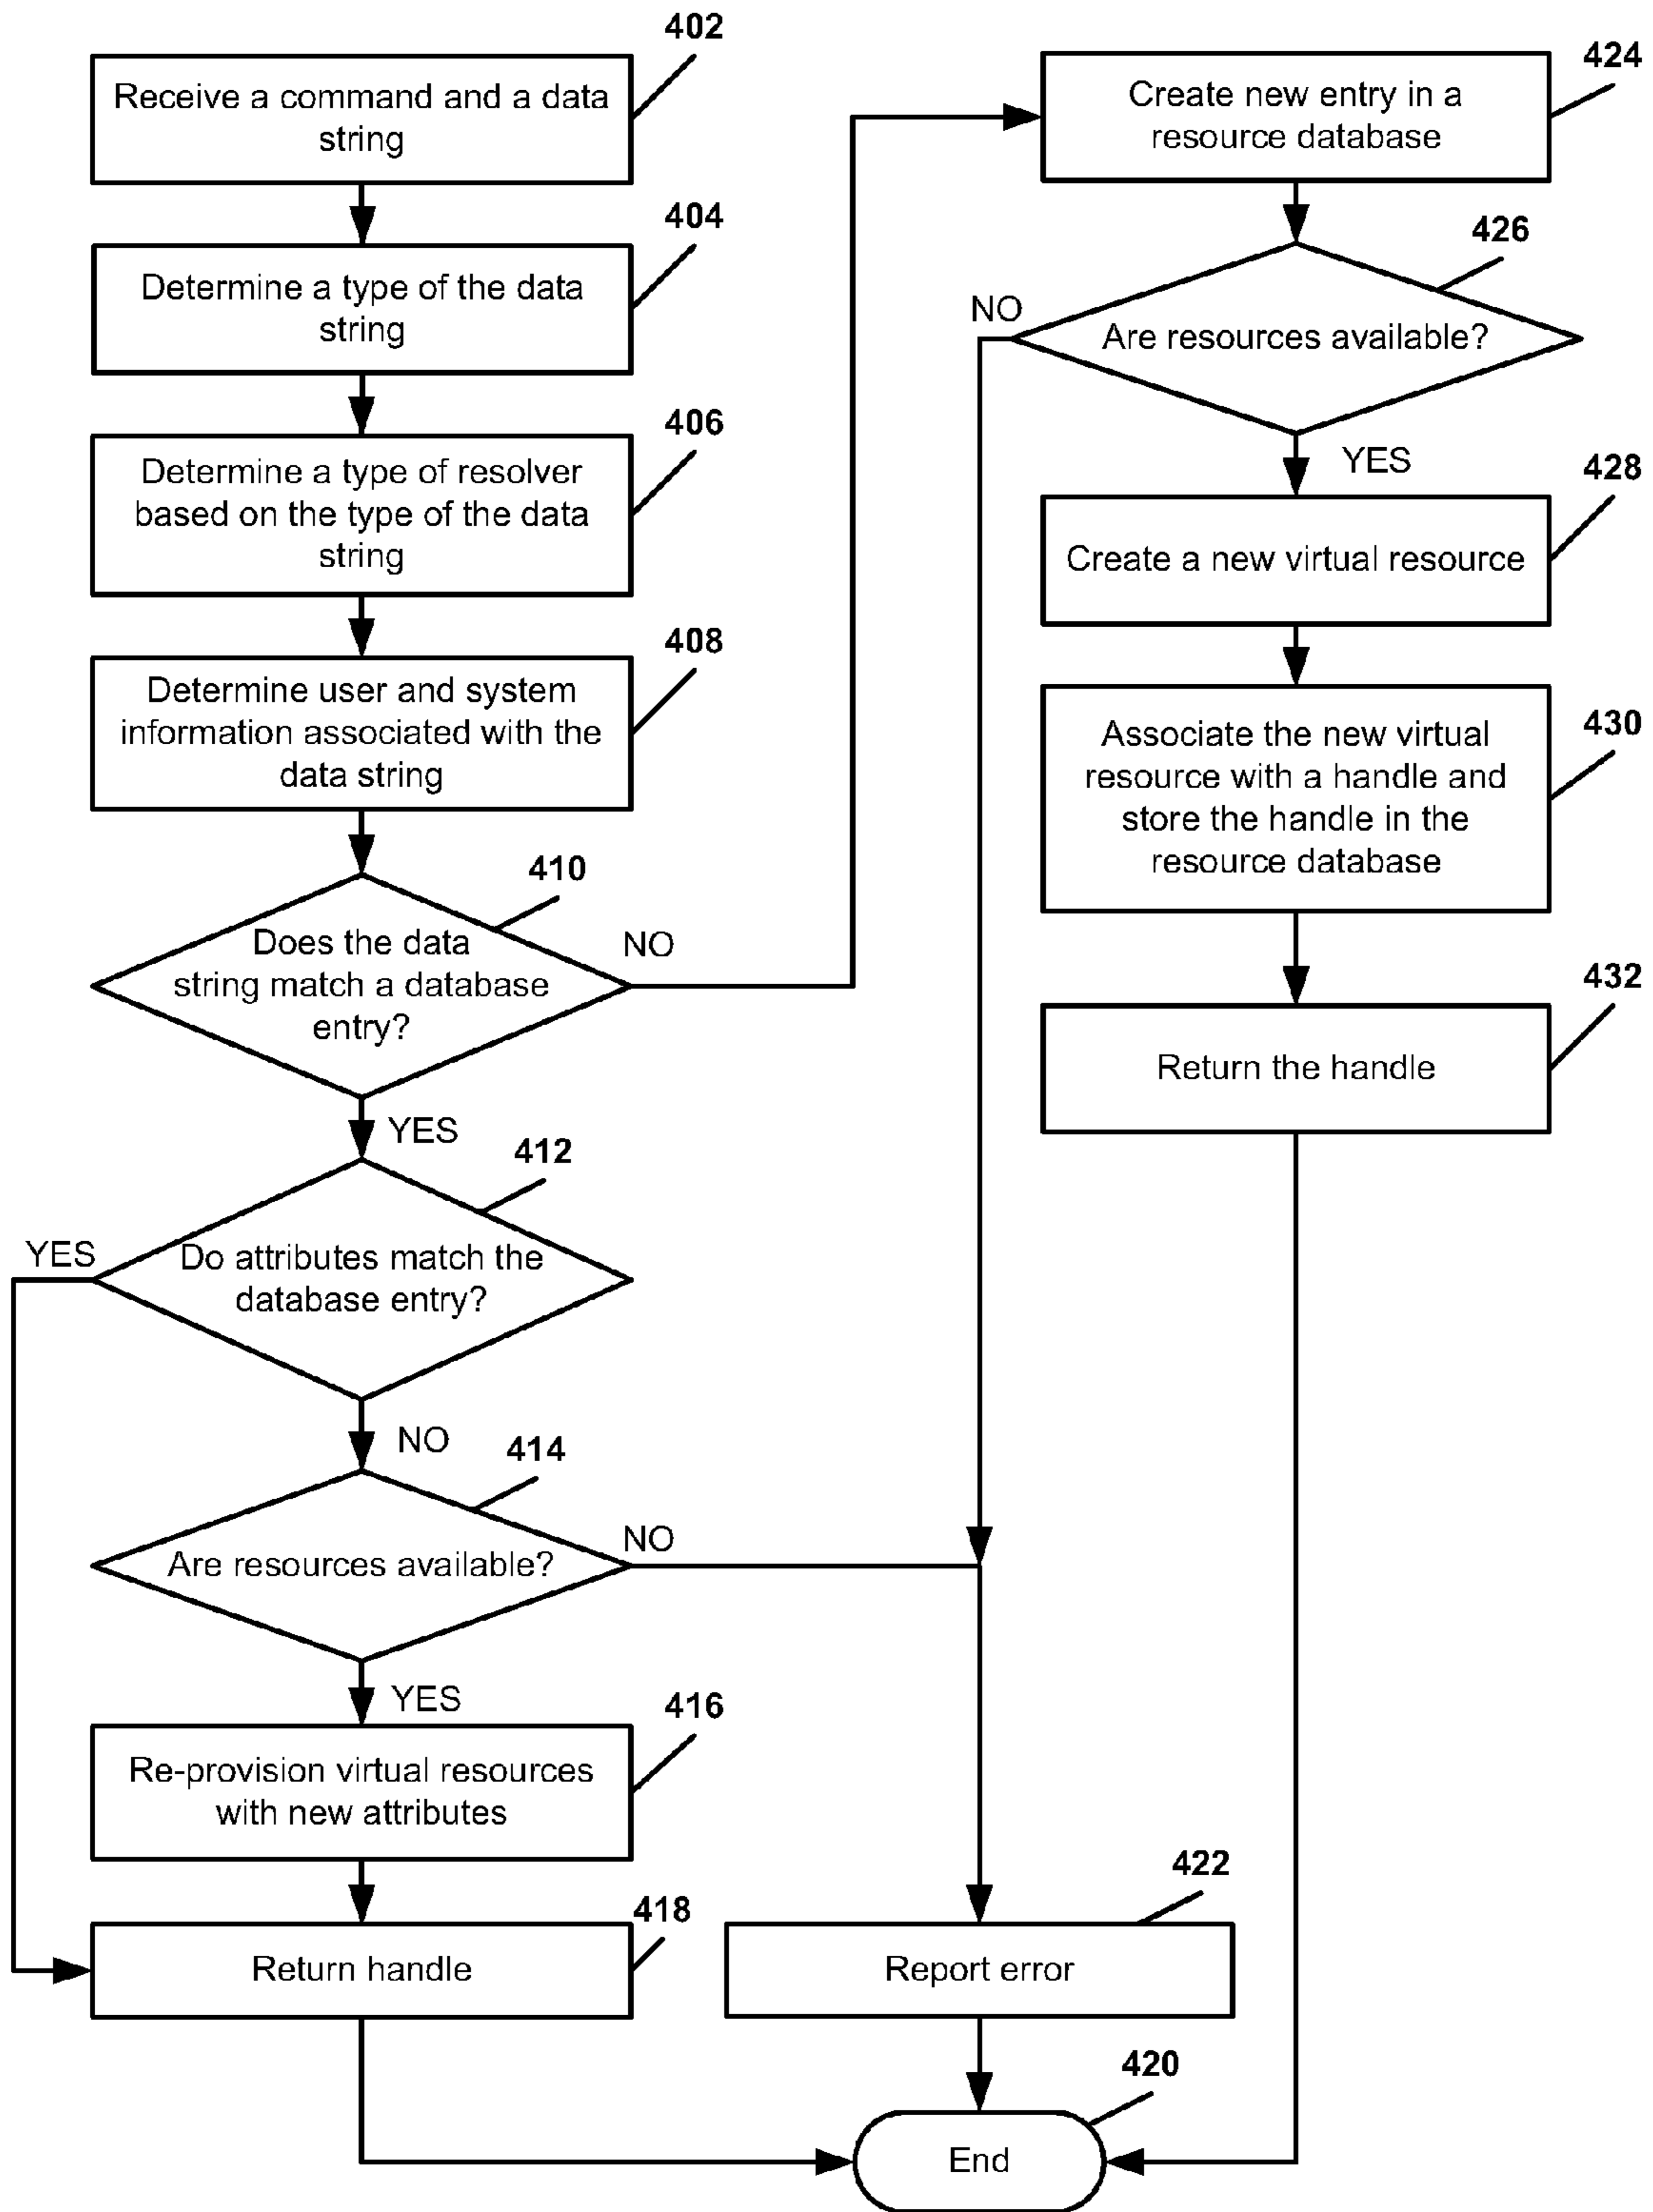 402
Receive a command and a data
string
404
Determine a type of the data
string
406
Determine a type of resolver
based on the type of the data
string
408
Determine user and system
information associated with the
data string
410
Does the data
string match a database
entry?
NO
YES
412
Do attributes match the
database entry?
YES
NO
414
Are resources available?
NO
YES
416
Re-provision virtual resources
with new attributes
418
Return handle
422
Report error
420
End
424
Create new entry in a
resource database
426
Are resources available?
NO
YES
428
Create a new virtual resource
430
Associate the new virtual
resource with a handle and
store the handle in the
resource database
432
Return the handle